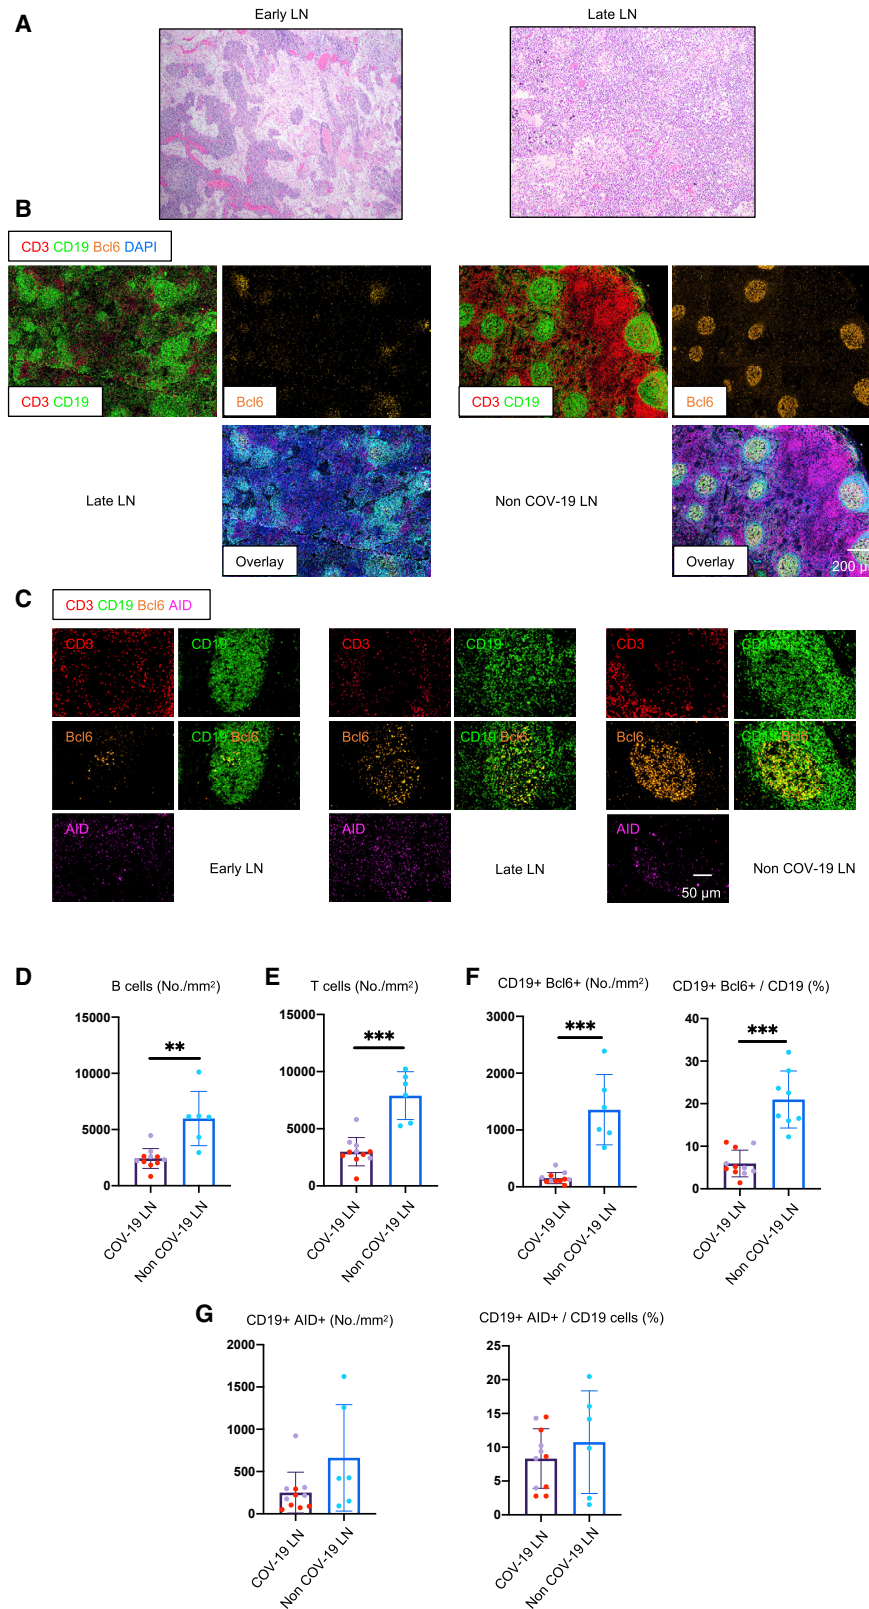 A
Early LN
Late LN
B
CD3 CD19 Bcl6 DAPI
CD3 CD19
Bcl6
CD3 CD19
Bcl6
Late LN
Overlay
Non COV-19 LN
Overlay
200 µm
C
CD3 CD19 Bcl6 AID
CD3
CD19
CD3
CD19
CD3
CD19
Bcl6
CD19 Bcl6
Bcl6
CD19 Bcl6
Bcl6
CD19 Bcl6
AID
Early LN
AID
Late LN
AID
50 µm
Non COV-19 LN
D
B cells (No./mm²)
15000
10000
5000
0
**
COV-19 LN
Non COV-19 LN
E
T cells (No./mm²)
15000
10000
5000
0
***
COV-19 LN
Non COV-19 LN
F
CD19+ Bcl6+ (No./mm²)
3000
2000
1000
0
***
COV-19 LN
Non COV-19 LN
CD19+ Bcl6+ / CD19 (%)
40
30
20
10
0
***
COV-19 LN
Non COV-19 LN
G
CD19+ AID+ (No./mm²)
2000
1500
1000
500
0
COV-19 LN
Non COV-19 LN
CD19+ AID+ / CD19 cells (%)
25
20
15
10
5
0
COV-19 LN
Non COV-19 LN